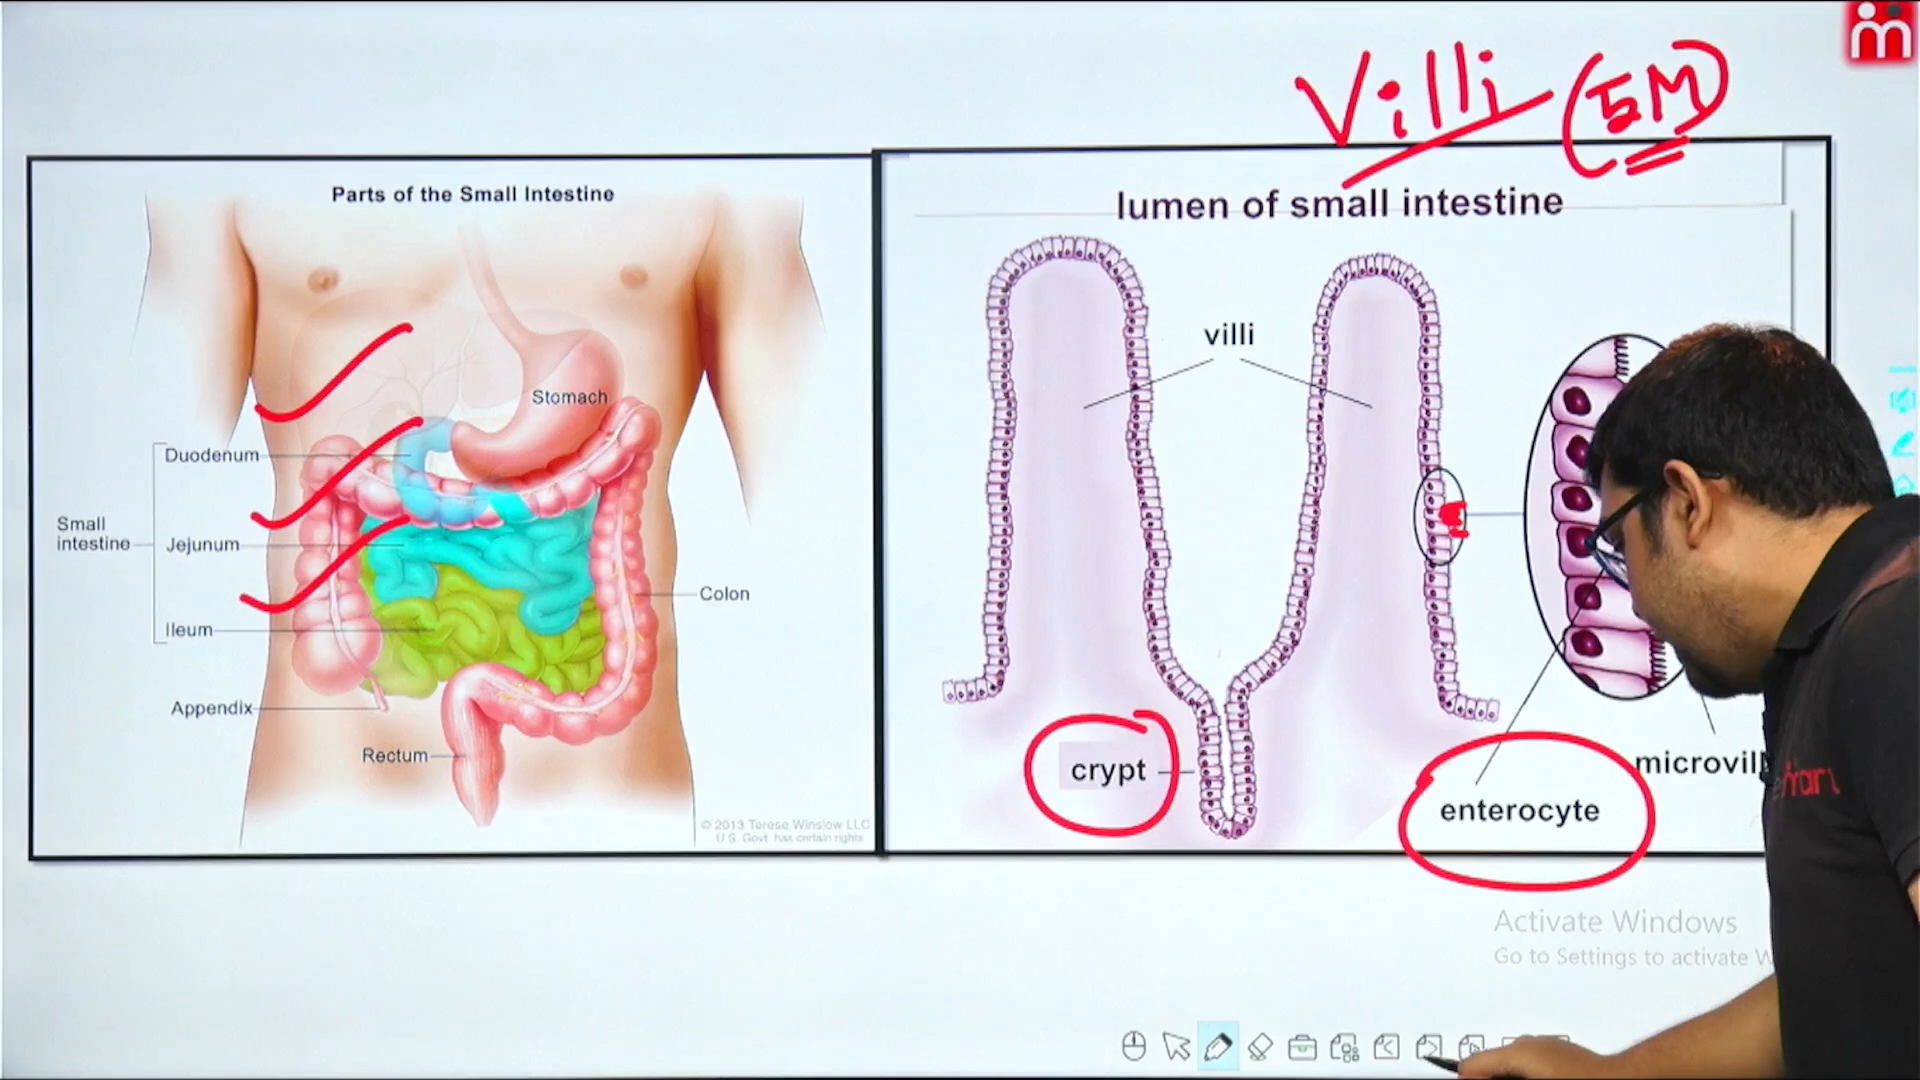 Villi (5M)
Parts of the Small Intestine
Stomach
Duodenum
Small
intestine
Jejunum
Colon
Ileum
Appendix
Rectum
© 2013 Terese Winslow LLC
U.S. Govt. has certain rights
lumen of small intestine
villi
crypt
enterocyte
microvill
Activate Windows
Go to Settings to activate W